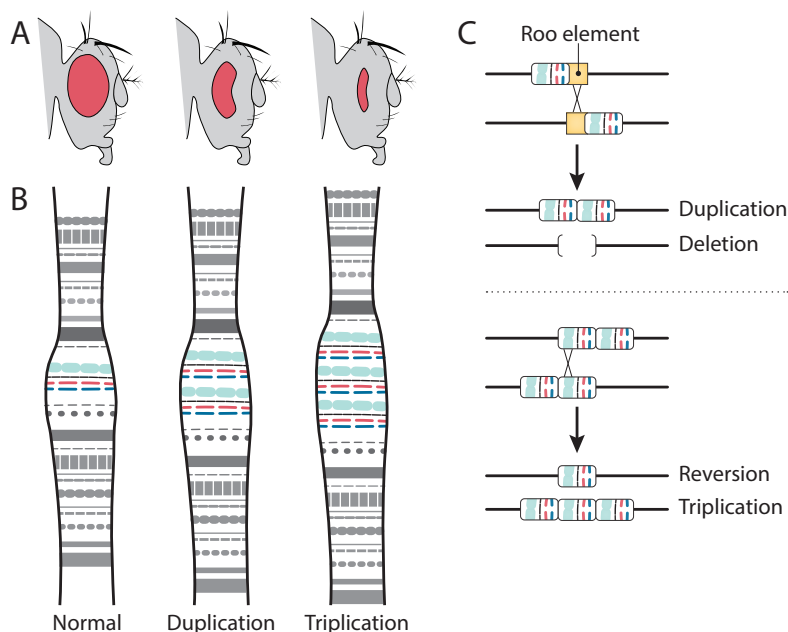 A
B
Normal
Duplication
Triplication
C
Roo element
Duplication
Deletion
Reversion
Triplication